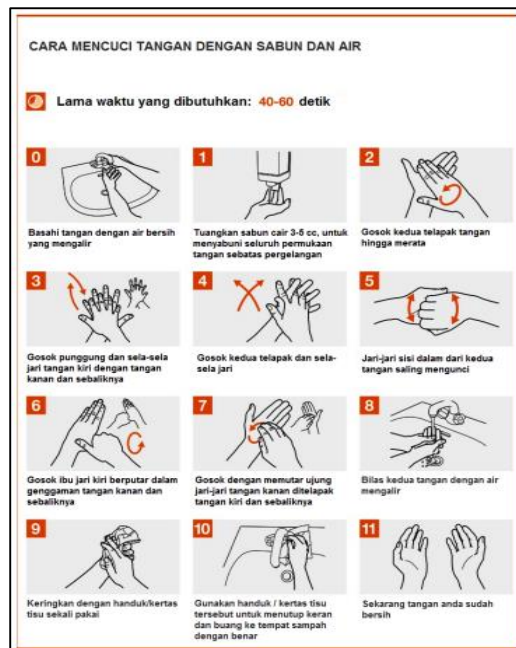 CARA MENCUCI TANGAN DENGAN SABUN DAN AIR
Lama waktu yang dibutuhkan: 40-60 detik
0
Basahi tangan dengan air bersih
yang mengalir
1
Tuangkan sabun cair 3-5 cc, untuk
menyabuni seluruh permukaan
tangan sebatas pergelangan
2
Gosok kedua telapak tangan
hingga merata
3
Gosok punggung dan sela-sela
jari tangan kiri dengan tangan
kanan dan sebaliknya
4
Gosok kedua telapak dan sela-
sela jari
5
Jari-jari sisi dalam dari kedua
tangan saling mengunci
6
Gosok ibu jari kiri berputar dalam
genggaman tangan kanan dan
sebaliknya
7
Gosok dengan memutar ujung
jari-jari tangan kanan ditelapak
tangan kiri dan sebaliknya
8
Bilas kedua tangan dengan air
mengalir
9
Keringkan dengan handuk/kertas
tisu sekali pakai
10
Gunakan handuk / kertas tisu
tersebut untuk menutup keran
dan buang ke tempat sampah
dengan benar
11
Sekarang tangan anda sudah
bersih